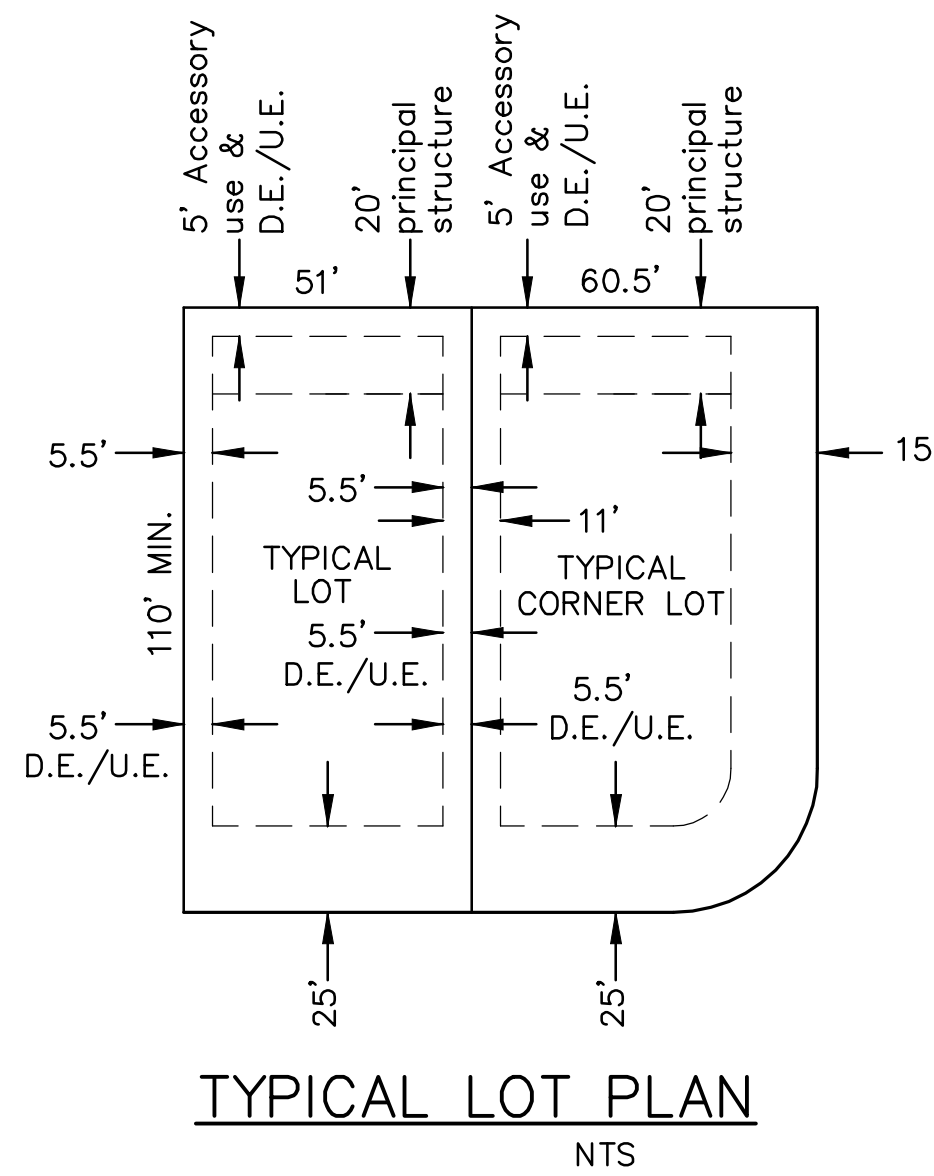 5' Accessory
use &
D.E./U.E.
20'
principal
structure
5' Accessory
use &
D.E./U.E.
20'
principal
structure
51'
60.5'
5.5'
15
5.5'
11'
110' MIN.
TYPICAL
LOT
TYPICAL
CORNER LOT
5.5'
D.E./U.E.
5.5'
D.E./U.E.
5.5'
D.E./U.E.
25'
25'
TYPICAL LOT PLAN
NTS